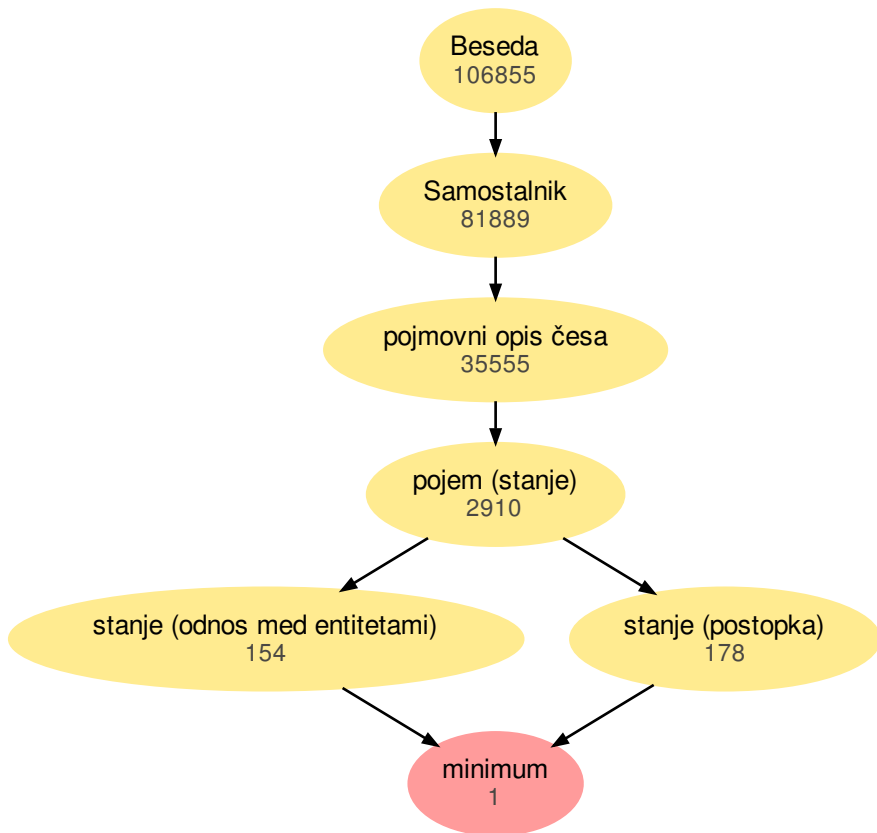 Beseda
106855
Samostalnik
81889
pojmovni opis česa
35555
pojem (stanje)
2910
stanje (odnos med entitetami)
154
stanje (postopka)
178
minimum
1